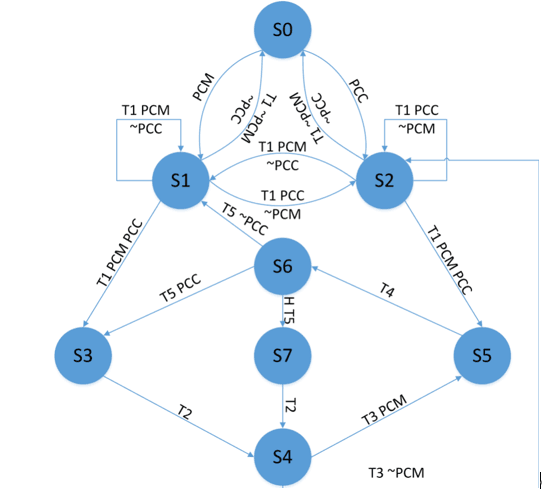 S0
PCM
PCC
T1 ~PCM
~PCC
T1 ~PCM
~PCC
T1 PCM
~PCC
T1 PCC
~PCM
T1 PCM
~PCC
S1
S2
T1 PCC
~PCM
T5 ~PCC
T1 PCM PCC
T1 PCM PCC
S6
T5 PCC
T4
H T5
S3
S7
S5
T2
T2
T3 PCM
S4
T3 ~PCM